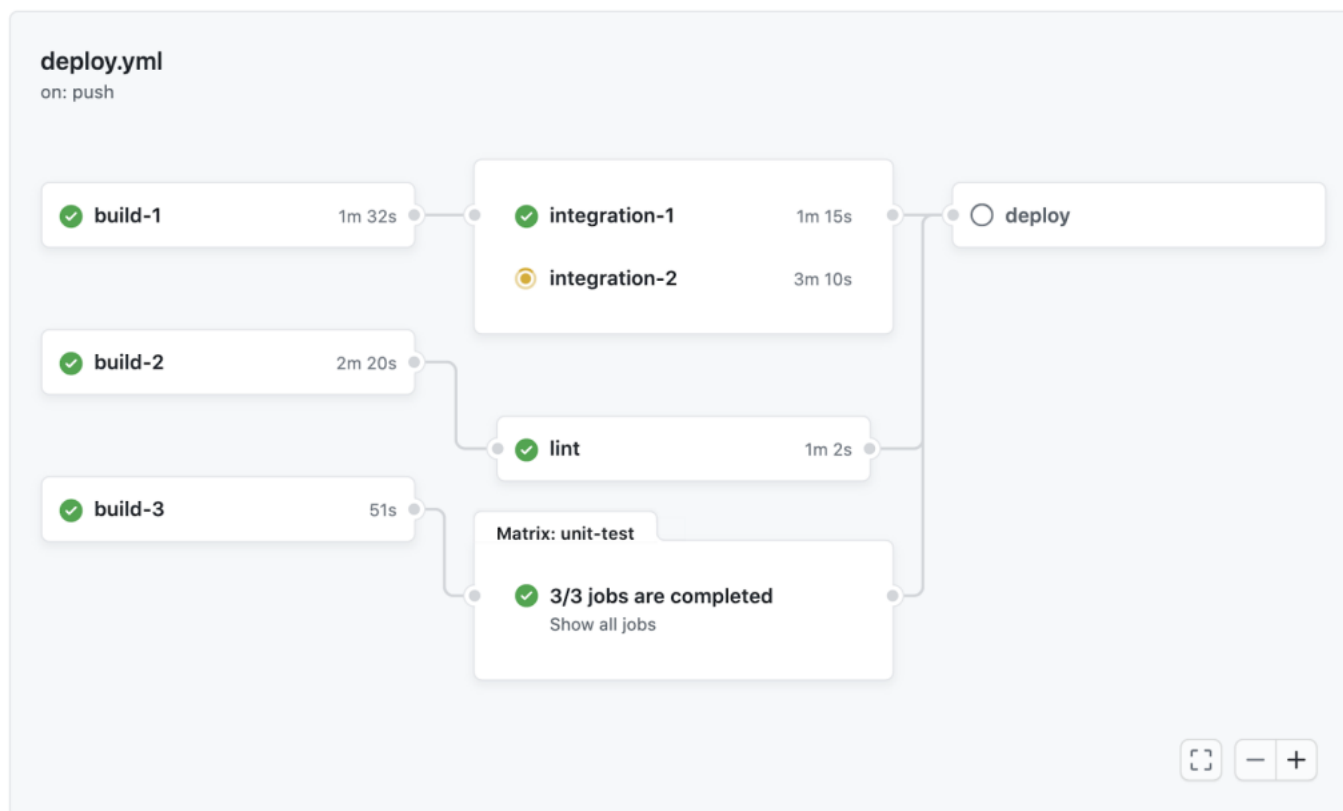 deploy.yml
on: push
build-1 1m 32s
integration-1 1m 15s
deploy
integration-2 3m 10s
build-2 2m 20s
lint 1m 2s
build-3 51s
Matrix: unit-test
3/3 jobs are completed
Show all jobs